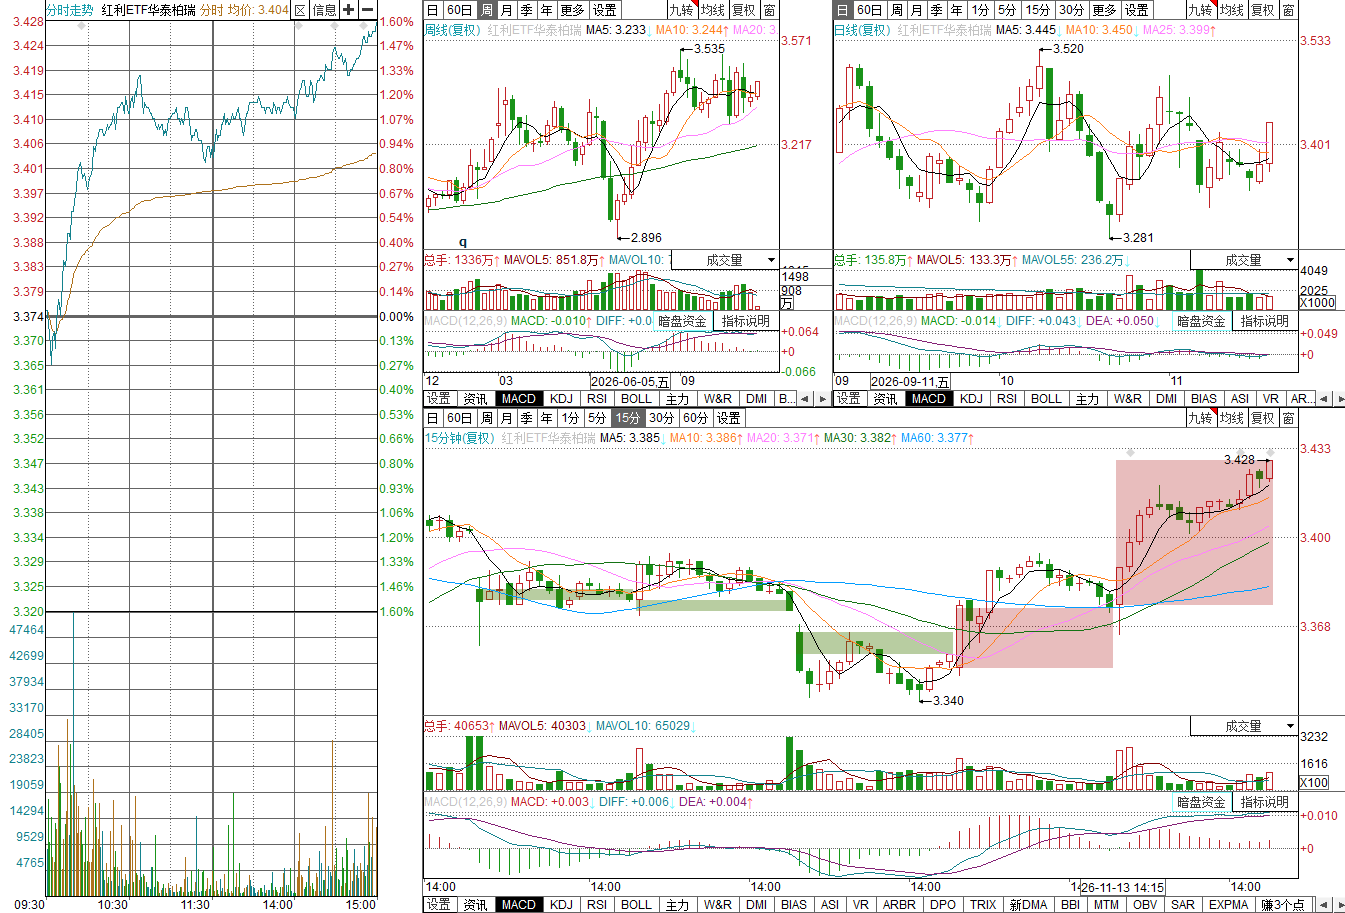 分时走势 红利ETF华泰柏瑞 分时 均价: 3.404 信息
3.428 1.60%
3.424 1.47%
3.419 1.33%
3.415 1.20%
3.410 1.07%
3.406 0.94%
3.401 0.80%
3.397 0.67%
3.392 0.54%
3.388 0.40%
3.383 0.27%
3.379 0.14%
3.374 0.00%
3.370 0.13%
3.365 0.27%
3.361 0.40%
3.356 0.53%
3.352 0.66%
3.347 0.80%
3.343 0.93%
3.338 1.06%
3.334 1.20%
3.329 1.33%
3.325 1.46%
3.320 1.60%
47464
42699
37934
33170
28405
23823
19059
14294
9529
4765
09:30 10:30 11:30 14:00 15:00
日 60日 周 月 季 年 更多 设置 九转 均线 复权 窗
周线(复权) 红利ETF华泰柏瑞 MA5: 3.233↓ MA10: 3.244↑ MA20: 3.
3.571
3.535
3.217
2.896
q
总手: 1336万↑ MAVOL5: 851.8万↑ MAVOL10: 成交量
1498
908
万
MACD(12,26,9) MACD: -0.010↑ DIFF: +0.0 暗盘资金 指标说明
+0.064
+0
-0.066
12 03 2026-06-05,五 09
设置 资讯 MACD KDJ RSI BOLL 主力 W&R DMI B...
日 60日 周 月 季 年 1分 5分 15分 30分 更多 设置 九转 均线 复权 窗
日线(复权) 红利ETF华泰柏瑞 MA5: 3.445↓ MA10: 3.450↓ MA25: 3.399↑
3.533
3.520
3.401
3.281
总手: 135.8万↑ MAVOL5: 133.3万↑ MAVOL55: 236.2万↓ 成交量
4049
2025
X1000
MACD(12,26,9) MACD: -0.014↓ DIFF: +0.043↓ DEA: +0.050↓ 暗盘资金 指标说明
+0.049
+0
09 2026-09-11,五 10 11
设置 资讯 MACD KDJ RSI BOLL 主力 W&R DMI BIAS ASI VR AR...
日 60日 周 月 季 年 1分 5分 15分 30分 60分 设置 九转 均线 复权 窗
15分钟(复权) 红利ETF华泰柏瑞 MA5: 3.385↓ MA10: 3.386↑ MA20: 3.371↑ MA30: 3.382↑ MA60: 3.377↑
3.433
3.428
3.400
3.368
3.340
总手: 40653↑ MAVOL5: 40303↓ MAVOL10: 65029↓ 成交量
3232
1616
X100
MACD(12,26,9) MACD: +0.003↓ DIFF: +0.006↓ DEA: +0.004↑ 暗盘资金 指标说明
+0.010
+0
14:00 14:00 14:00 14:00 26-11-13 14:15 14:00
设置 资讯 MACD KDJ RSI BOLL 主力 W&R DMI BIAS ASI VR ARBR DPO TRIX 新DMA BBI MTM OBV SAR EXPMA 赚3个点